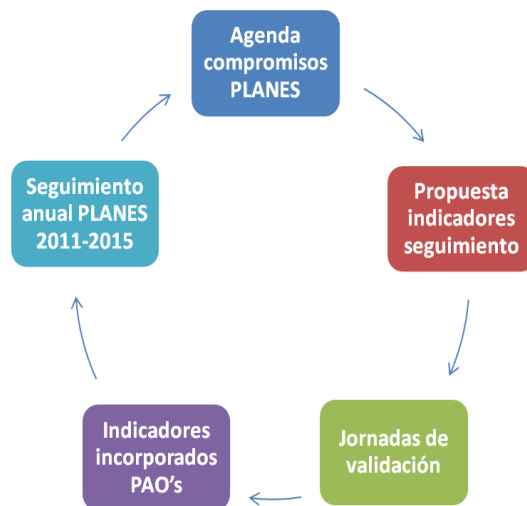 Agenda
compromisos
PLANES
Propuesta
indicadores
seguimiento
Jornadas de
validación
Indicadores
incorporados
PAO's
Seguimiento
anual PLANES
2011-2015